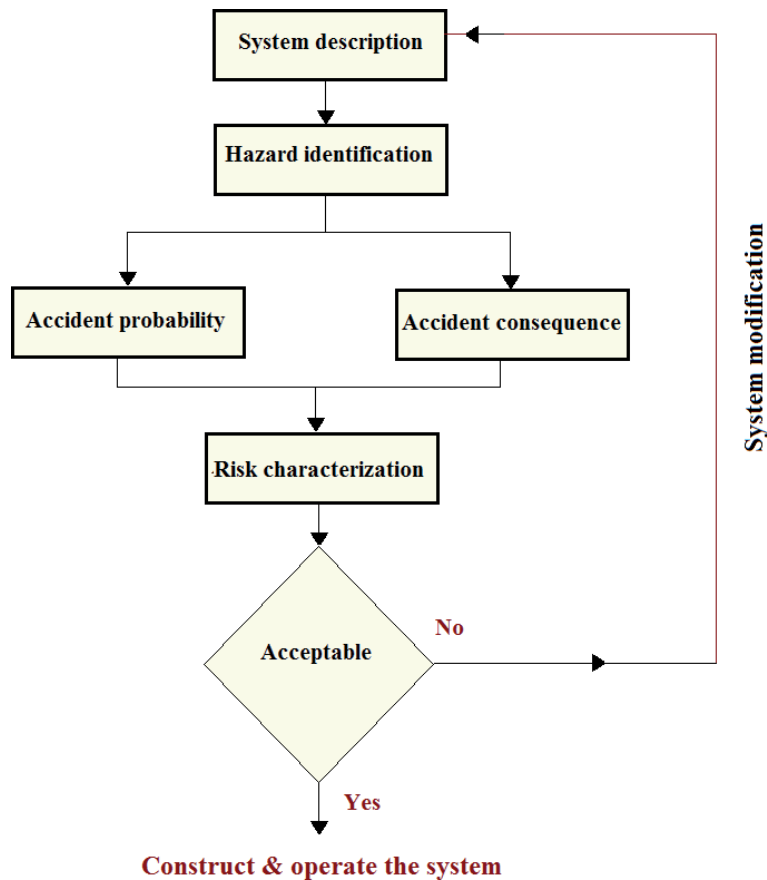 System description
Hazard identification
Accident probability
Accident consequence
Risk characterization
Acceptable
No
Yes
Construct & operate the system
System modification